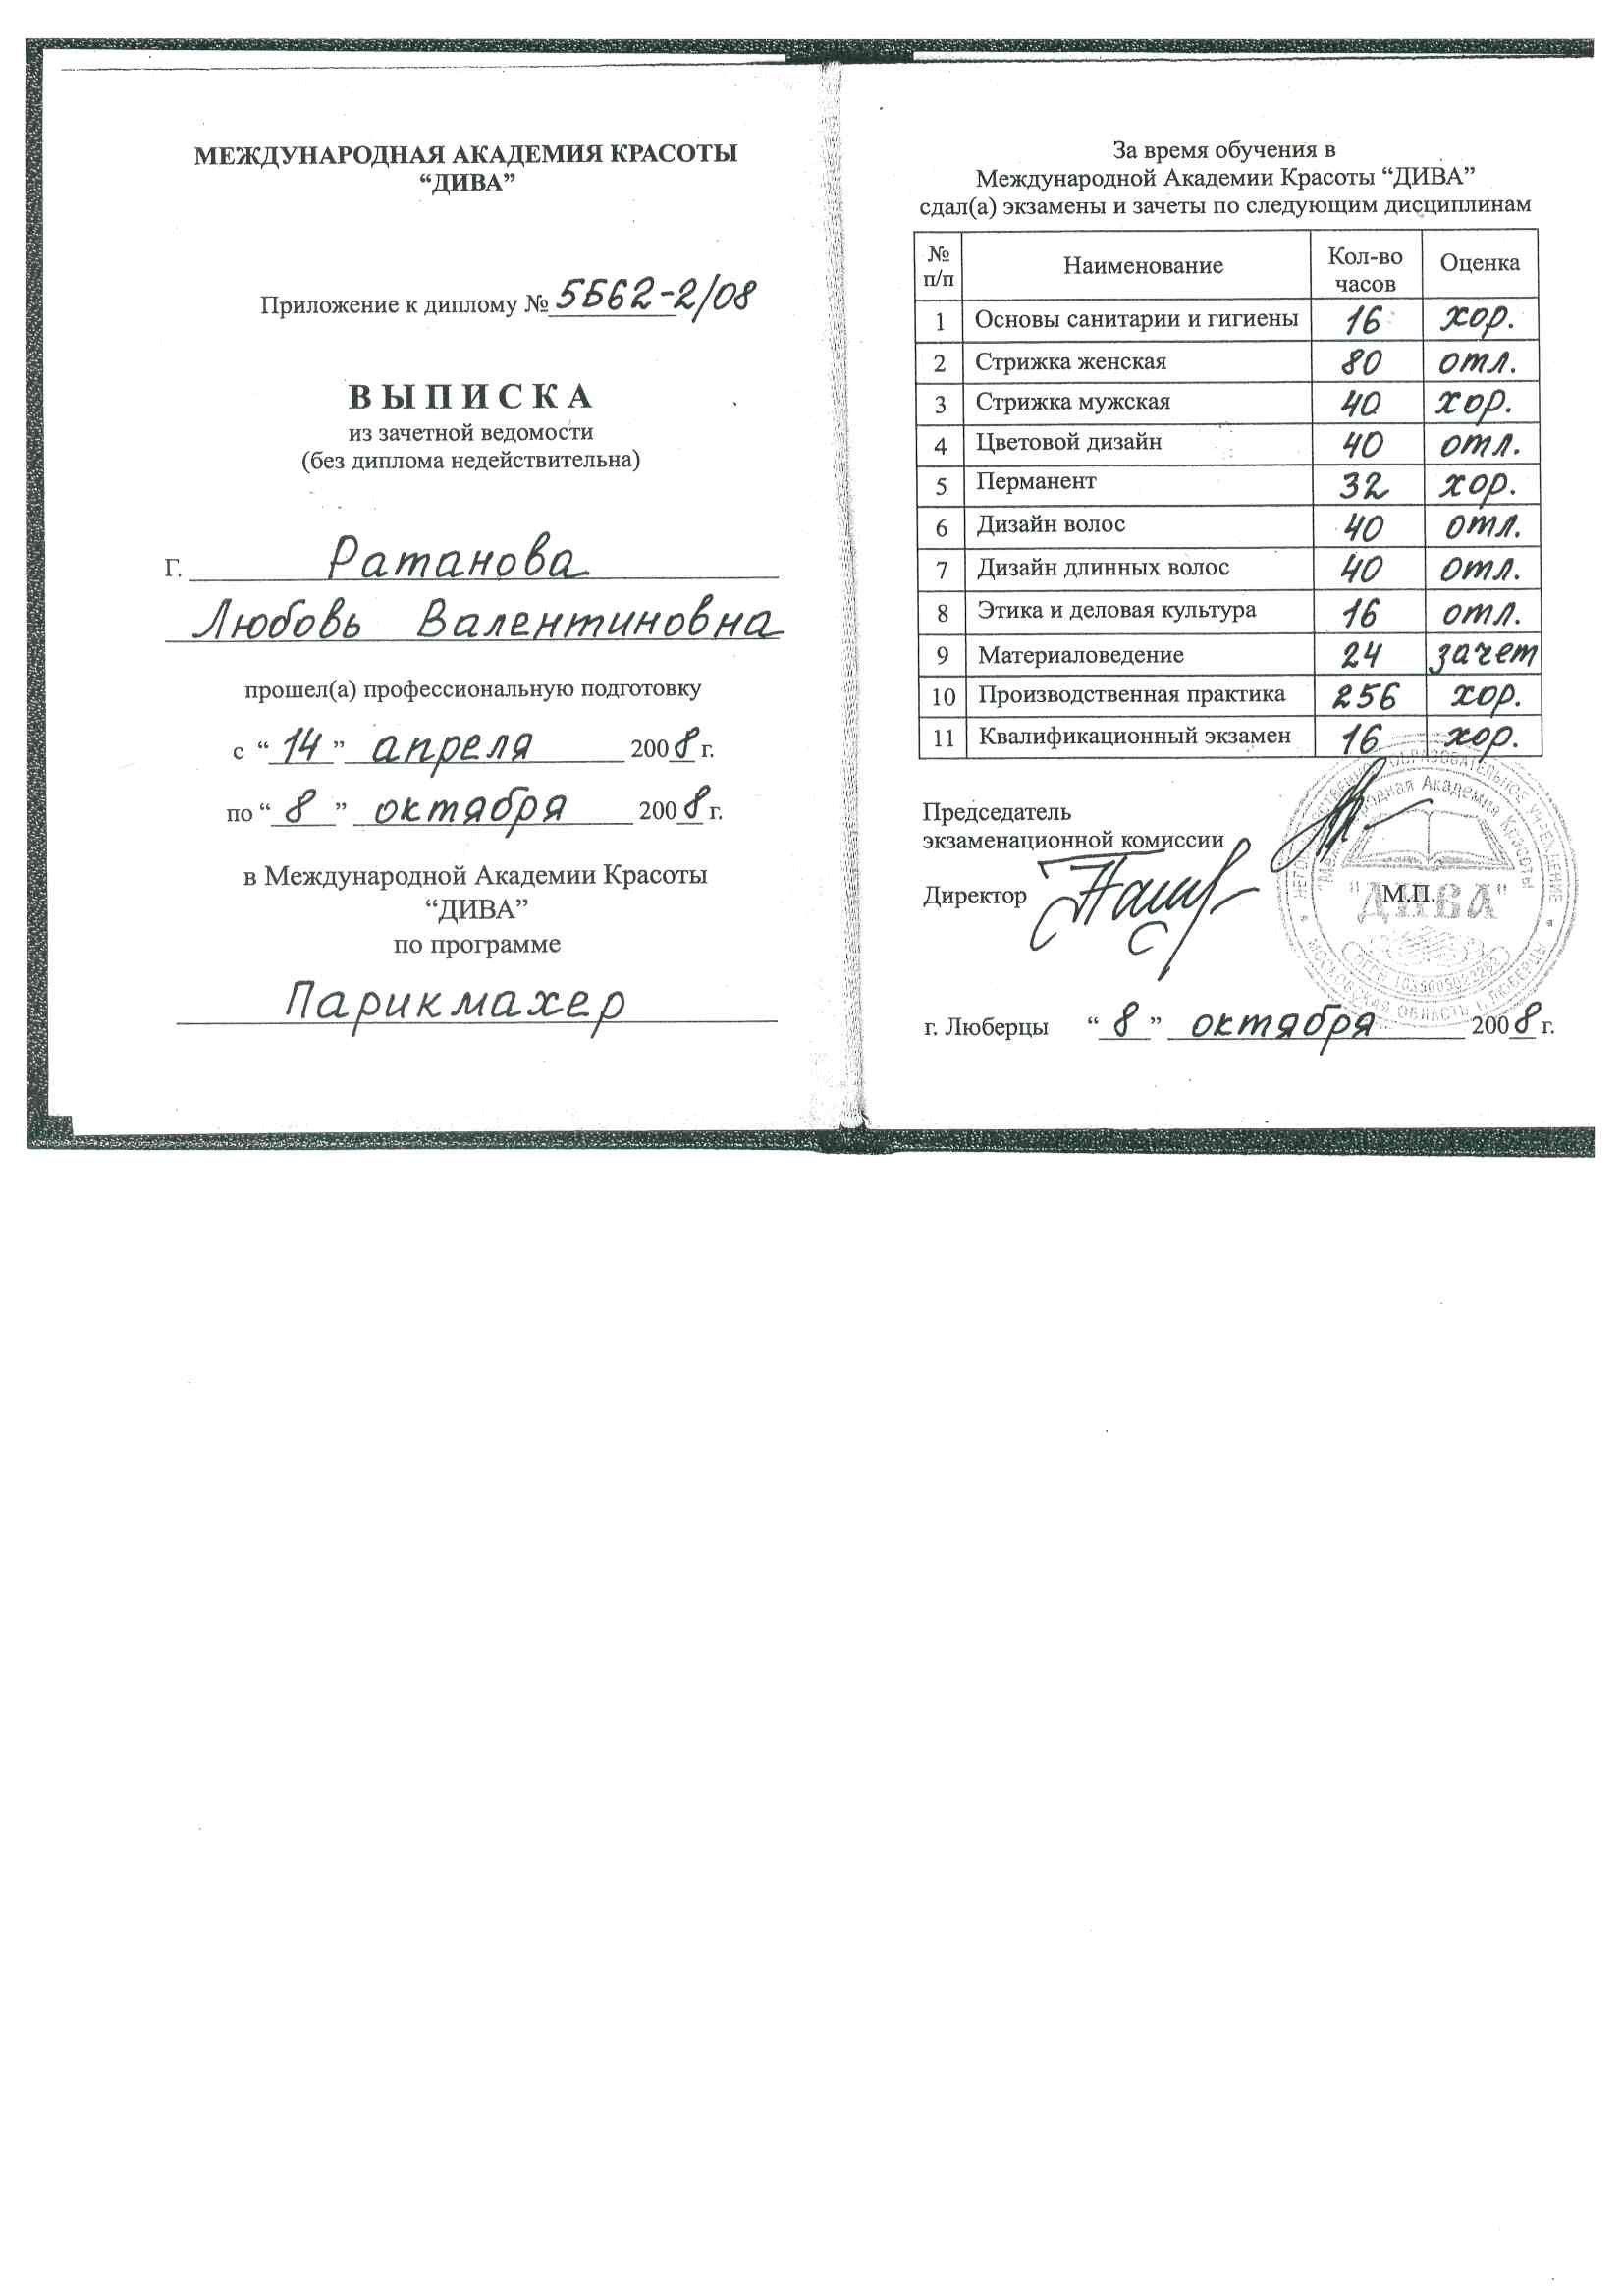 МЕЖДУНАРОДНАЯ АКАДЕМИЯ КРАСОТЫ
“ДИВА”
Приложение к диплому № 5Б62-2/08
ВЫПИСКА
из зачетной ведомости
(без диплома недействительна)
Г. Ратанова
Любовь Валентиновна
прошел(а) профессиональную подготовку
с “14” апреля 2008 г.
по “8” октября 2008 г.
в Международной Академии Красоты
“ДИВА”
по программе
Парикмахер
За время обучения в
Международной Академии Красоты “ДИВА”
сдал(а) экзамены и зачеты по следующим дисциплинам
№ п/п Наименование Кол-во часов Оценка
1 Основы санитарии и гигиены 16 хор.
2 Стрижка женская 80 отл.
3 Стрижка мужская 40 хор.
4 Цветовой дизайн 40 отл.
5 Перманент 32 хор.
6 Дизайн волос 40 отл.
7 Дизайн длинных волос 40 отл.
8 Этика и деловая культура 16 отл.
9 Материаловедение 24 зачет
10 Производственная практика 256 хор.
11 Квалификационный экзамен 16 хор.
Председатель
экзаменационной комиссии
Директор
М.П.
"ДИВА"
г. Люберцы “8” октября 2008 г.